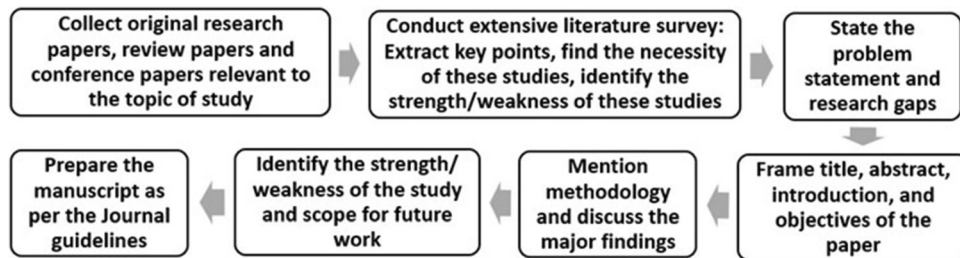 Collect original research
papers, review papers and
conference papers relevant to
the topic of study
Conduct extensive literature survey:
Extract key points, find the necessity
of these studies, identify the
strength/weakness of these studies
State the
problem
statement and
research gaps
Frame title, abstract,
introduction, and
objectives of the
paper
Mention
methodology
and discuss the
major findings
Identify the strength/
weakness of the study
and scope for future
work
Prepare the
manuscript as
per the Journal
guidelines